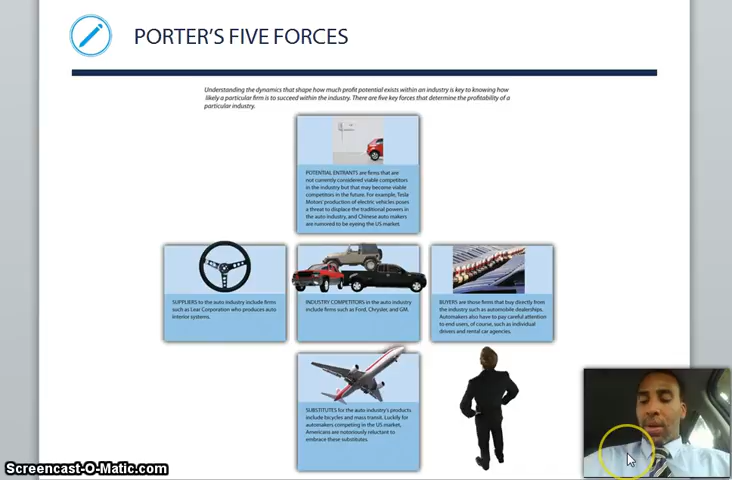 PORTER'S FIVE FORCES
Understanding the dynamics that shape how much profit potential exists within an industry is key to knowing how
likely a particular firm is to succeed within the industry. There are five key forces that determine the profitability of a
particular industry.
POTENTIAL ENTRANTS are firms that are
not currently considered viable competitors
in the industry but that may become viable
competitors in the future. For example, Tesla
Motors' production of electric vehicles poses
a threat to displace the traditional powers in
the auto industry, and Chinese auto makers
are rumored to be eyeing the US market
SUPPLIERS to the auto industry include firms
such as Lear Corporation who produces auto
interior systems.
INDUSTRY COMPETITORS in the auto industry
include firms such as Ford, Chrysler, and GM.
BUYERS are those firms that buy directly from
the industry such as automobile dealerships.
Automakers also have to pay careful attention
to end users, of course, such as individual
drivers and rental car agencies.
SUBSTITUTES for the auto industry's products
include bicycles and mass transit. Luckily for
automakers competing in the US market,
Americans are notoriously reluctant to
embrace these substitutes.
Screencast-O-Matic.com